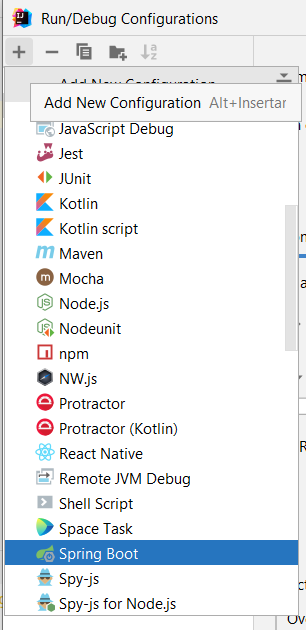 Run/Debug Configurations
Add New Configuration
Add New Configuration Alt+Insertar
JavaScript Debug
Jest
JUnit
Kotlin
Kotlin script
Maven
Mocha
Node.js
Nodeunit
npm
NW.js
Protractor
Protractor (Kotlin)
React Native
Remote JVM Debug
Shell Script
Space Task
Spring Boot
Spy-js
Spy-js for Node.js